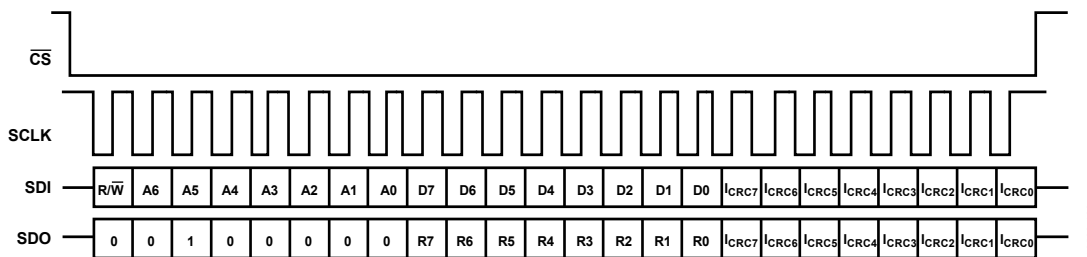 C̅S̅
SCLK
SDI R/W̅ A6 A5 A4 A3 A2 A1 A0 D7 D6 D5 D4 D3 D2 D1 D0 ICRC7 ICRC6 ICRC5 ICRC4 ICRC3 ICRC2 ICRC1 ICRC0
SDO 0 0 1 0 0 0 0 0 R7 R6 R5 R4 R3 R2 R1 R0 ICRC7 ICRC6 ICRC5 ICRC4 ICRC3 ICRC2 ICRC1 ICRC0